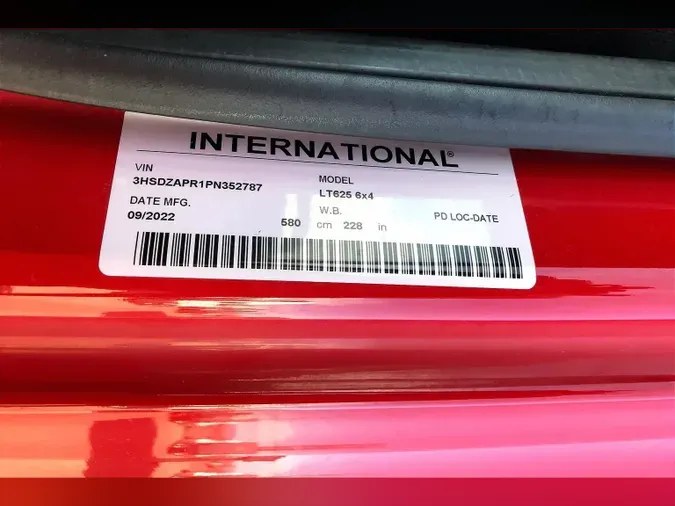 INTERNATIONAL®
VIN MODEL
3HSDZAPR1PN352787 LT625 6x4
DATE MFG. W.B. PD LOC-DATE
09/2022 580 cm 228 in